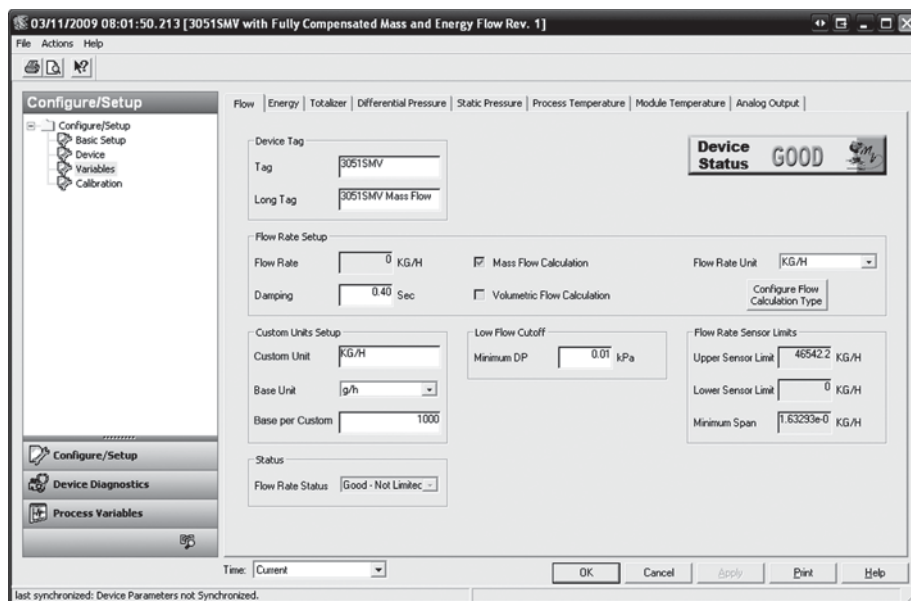 03/11/2009 08:01:50.213 [3051SMV with Fully Compensated Mass and Energy Flow Rev. 1]
File Actions Help
Configure/Setup
Configure/Setup
Basic Setup
Device
Variables
Calibration
Configure/Setup
Device Diagnostics
Process Variables
Flow Energy Totalizer Differential Pressure Static Pressure Process Temperature Module Temperature Analog Output
Device Tag
Tag 3051SMV
Long Tag 3051SMV Mass Flow
Device Status GOOD
Flow Rate Setup
Flow Rate 0 KG/H
Mass Flow Calculation
Flow Rate Unit KG/H
Damping 0.40 Sec
Volumetric Flow Calculation
Configure Flow
Calculation Type
Custom Units Setup
Custom Unit KG/H
Base Unit g/h
Base per Custom 1000
Low Flow Cutoff
Minimum DP 0.01 kPa
Flow Rate Sensor Limits
Upper Sensor Limit 46542.2 KG/H
Lower Sensor Limit 0 KG/H
Minimum Span 1.63293e-0 KG/H
Status
Flow Rate Status Good - Not Limited
Time: Current
OK Cancel Apply Print Help
last synchronized: Device Parameters not Synchronized.